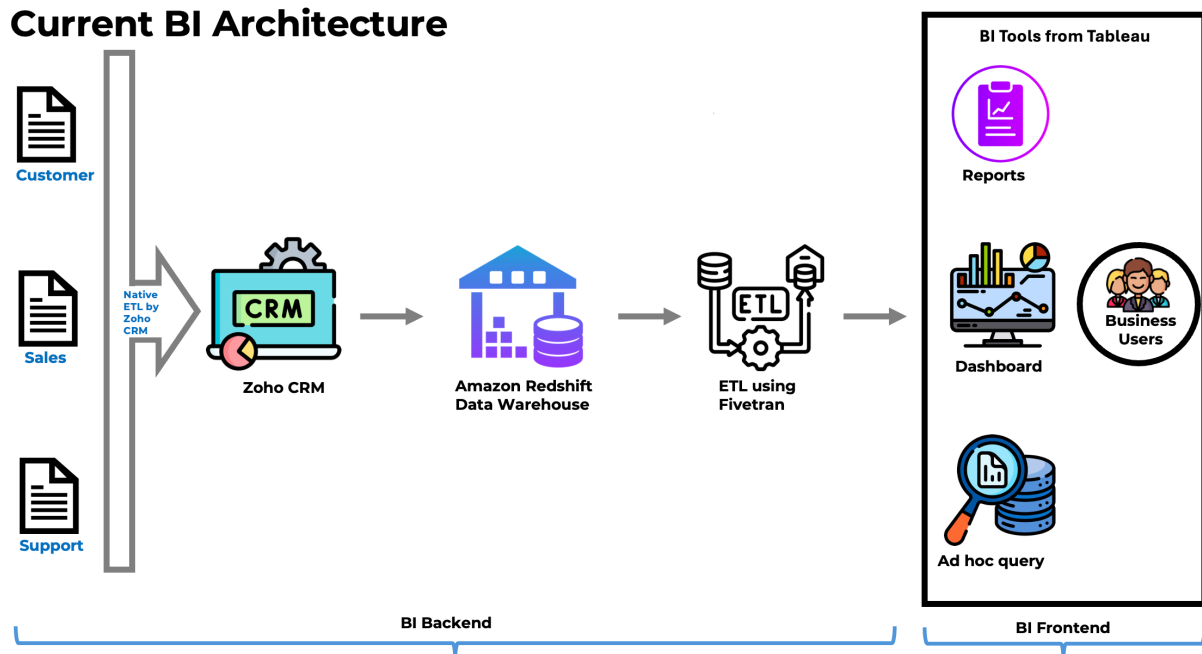 Current BI Architecture
BI Tools from Tableau
Customer
Reports
Native
ETL by
Zoho
CRM
CRM
ETL
Sales
Zoho CRM
Amazon Redshift
Data Warehouse
ETL using
Fivetran
Dashboard
Business
Users
Support
Ad hoc query
BI Backend
BI Frontend